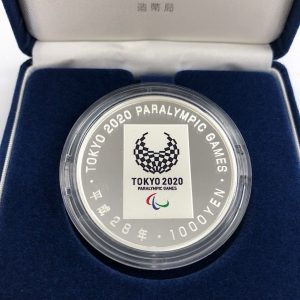 造幣局
· TOKYO 2020 PARALYMPIC GAMES ·
TOKYO 2020
PARALYMPIC GAMES
平成28年 · 1000YEN